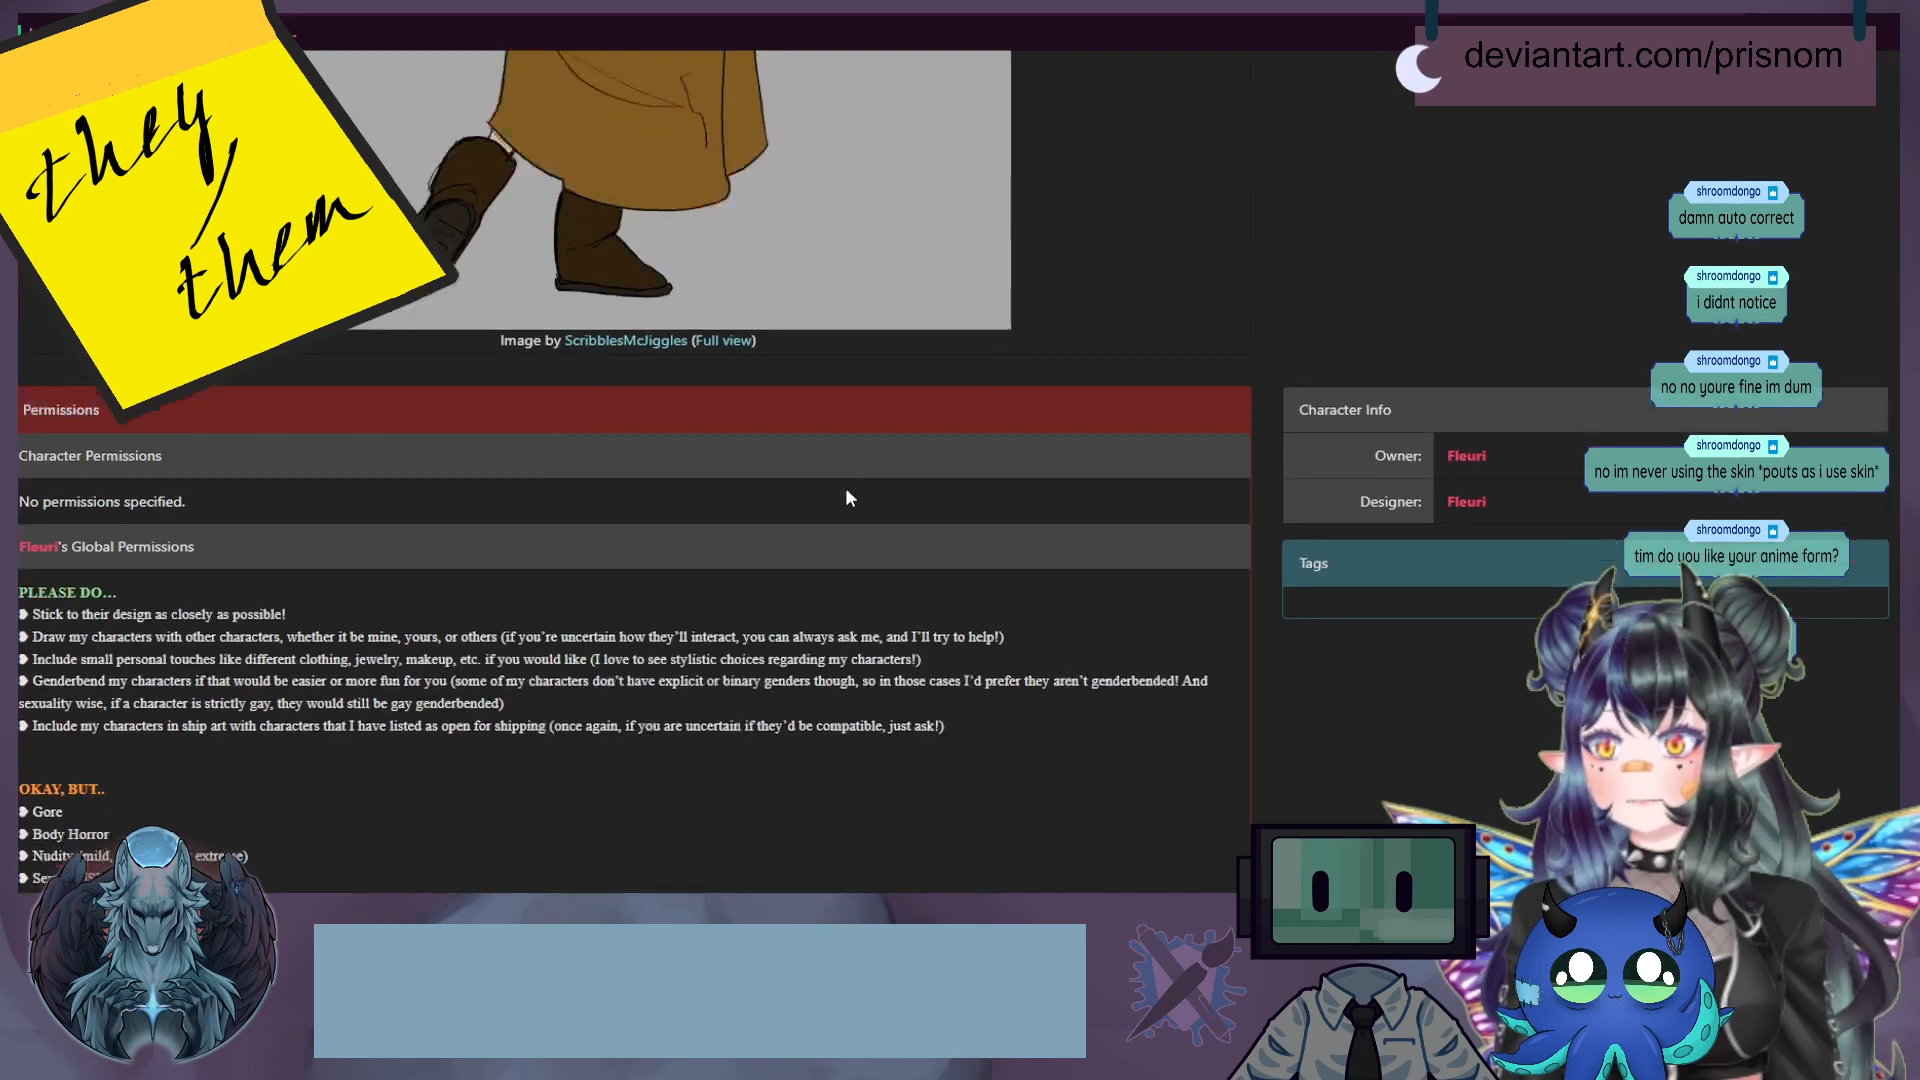 they
/
them
deviantart.com/prisnom
shroomdongo
damn auto correct
shroomdongo
i didnt notice
shroomdongo
no no youre fine im dum
shroomdongo
no im never using the skin *pouts as i use skin*
shroomdongo
tim do you like your anime form?
Image by ScribblesMcJiggles (Full view)
Permissions
Character Permissions
No permissions specified.
Fleuri's Global Permissions
PLEASE DO...
❥ Stick to their design as closely as possible!
❥ Draw my characters with other characters, whether it be mine, yours, or others (if you’re uncertain how they’ll interact, you can always ask me, and I’ll try to help!)
❥ Include small personal touches like different clothing, jewelry, makeup, etc. if you would like (I love to see stylistic choices regarding my characters!)
❥ Genderbend my characters if that would be easier or more fun for you (some of my characters don’t have explicit or binary genders though, so in those cases I’d prefer they aren’t genderbended! And
sexuality wise, if a character is strictly gay, they would still be gay genderbended)
❥ Include my characters in ship art with characters that I have listed as open for shipping (once again, if you are uncertain if they’d be compatible, just ask!)
OKAY, BUT..
❥ Gore
❥ Body Horror
❥ Nudity (mild,
Character Info
Owner: Fleuri
Designer: Fleuri
Tags